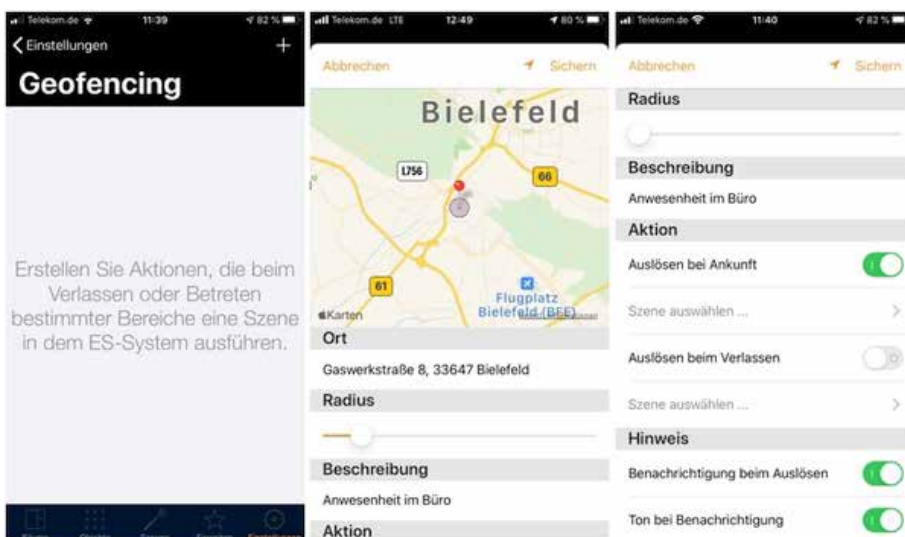 Telekom.de
11:39
82 %
Einstellungen
+
Geofencing
Erstellen Sie Aktionen, die beim
Verlassen oder Betreten
bestimmter Bereiche eine Szene
in dem ES-System ausführen.
Telekom.de LTE
12:49
80 %
Abbrechen
Sichern
Bielefeld
L756
66
61
Flugplatz
Bielefeld (BFE)
Karten
Ort
Gaswerkstraße 8, 33647 Bielefeld
Radius
Beschreibung
Anwesenheit im Büro
Aktion
Telekom.de
11:40
82 %
Abbrechen
Sichern
Radius
Beschreibung
Anwesenheit im Büro
Aktion
Auslösen bei Ankunft
Szene auswählen ...
Auslösen beim Verlassen
Szene auswählen ...
Hinweis
Benachrichtigung beim Auslösen
Ton bei Benachrichtigung